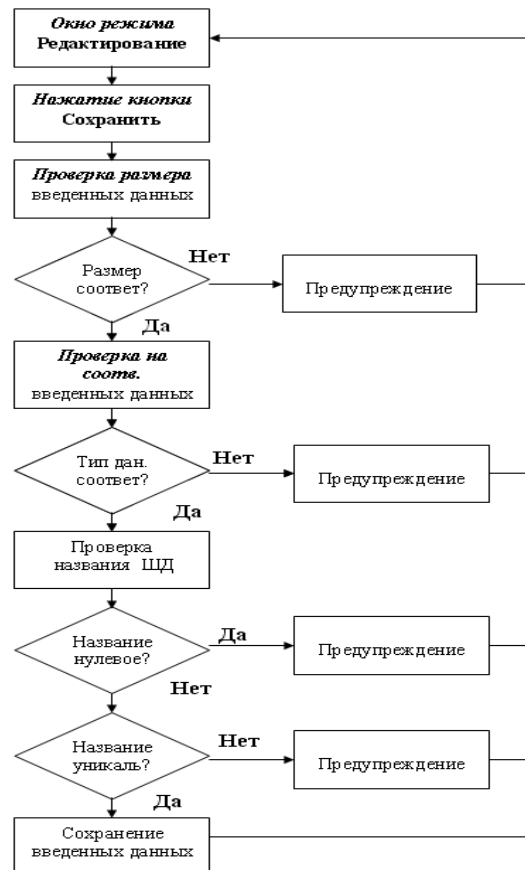 Окно режима
Редактирование
Нажатие кнопки
Сохранить
Проверка размера
введенных данных
Размер
соответ?
Нет
Предупреждение
Да
Проверка на
соотв.
введенных данных
Тип дан.
соответ?
Нет
Предупреждение
Да
Проверка
названия ЩД
Название
нулевое?
Да
Предупреждение
Нет
Название
уникаль?
Нет
Предупреждение
Да
Сохранение
введенных данных